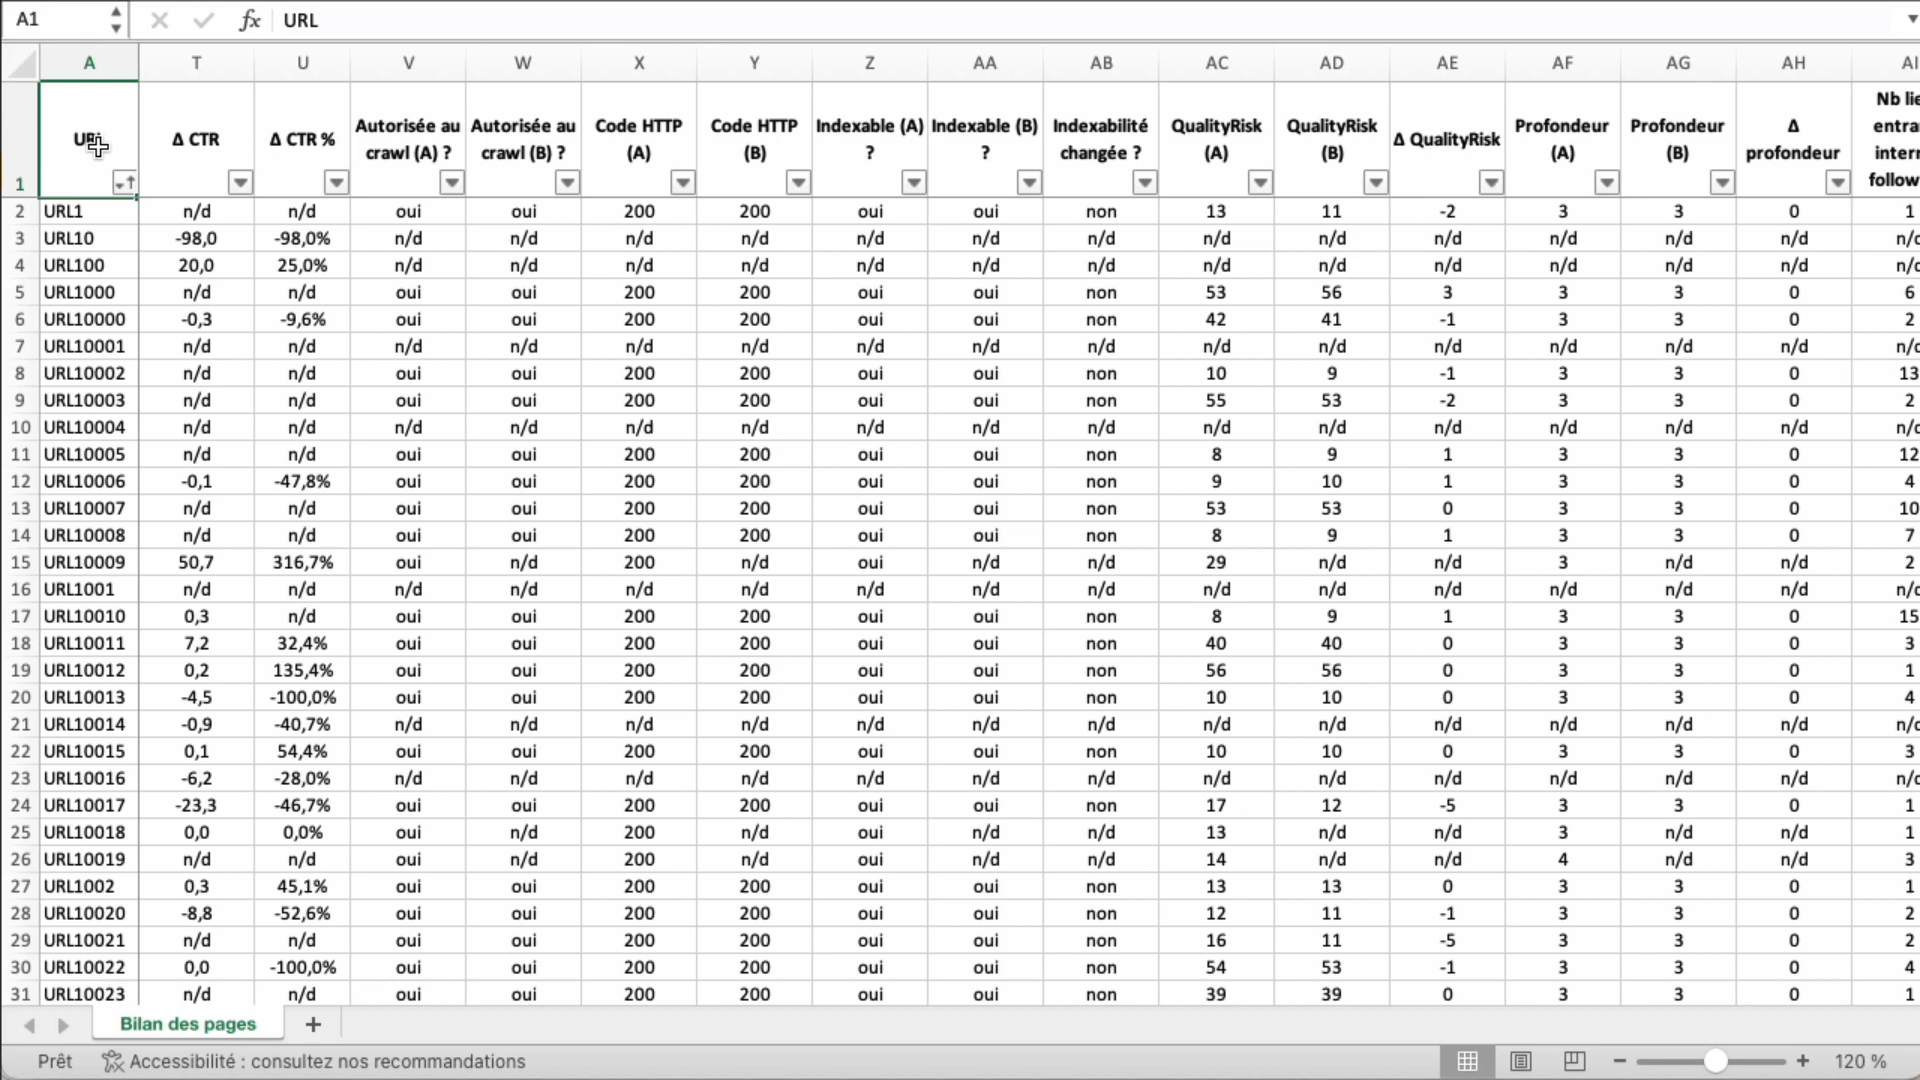 A1 fx URL
A T U V W X Y Z AA AB AC AD AE AF AG AH AI
1 URL Δ CTR Δ CTR % Autorisée au crawl (A) ? Autorisée au crawl (B) ? Code HTTP (A) Code HTTP (B) Indexable (A) ? Indexable (B) ? Indexabilité changée ? QualityRisk (A) QualityRisk (B) Δ QualityRisk Profondeur (A) Profondeur (B) Δ profondeur Nb
2 URL1 n/d n/d oui oui 200 200 oui oui non 13 11 -2 3 3 0 1
3 URL10 -98,0 -98,0% n/d n/d n/d n/d n/d n/d n/d n/d n/d n/d n/d n/d n/d n/d
4 URL100 20,0 25,0% n/d n/d n/d n/d n/d n/d n/d n/d n/d n/d n/d n/d n/d n/d
5 URL1000 n/d n/d oui oui 200 200 oui oui non 53 56 3 3 3 0 6
6 URL10000 -0,3 -9,6% oui oui 200 200 oui oui non 42 41 -1 3 3 0 2
7 URL10001 n/d n/d n/d n/d n/d n/d n/d n/d n/d n/d n/d n/d n/d n/d n/d n/d
8 URL10002 n/d n/d oui oui 200 200 oui oui non 10 9 -1 3 3 0 13
9 URL10003 n/d n/d oui oui 200 200 oui oui non 55 53 -2 3 3 0 2
10 URL10004 n/d n/d n/d n/d n/d n/d n/d n/d n/d n/d n/d n/d n/d n/d n/d n/d
11 URL10005 n/d n/d oui oui 200 200 oui oui non 8 9 1 3 3 0 12
12 URL10006 -0,1 -47,8% oui oui 200 200 oui oui non 9 10 1 3 3 0 4
13 URL10007 n/d n/d oui oui 200 200 oui oui non 53 53 0 3 3 0 10
14 URL10008 n/d n/d oui oui 200 200 oui oui non 8 9 1 3 3 0 7
15 URL10009 50,7 316,7% oui n/d 200 n/d oui n/d n/d 29 n/d n/d 3 n/d n/d 2
16 URL1001 n/d n/d n/d n/d n/d n/d n/d n/d n/d n/d n/d n/d n/d n/d n/d n/d
17 URL10010 0,3 n/d oui oui 200 200 oui oui non 8 9 1 3 3 0 15
18 URL10011 7,2 32,4% oui oui 200 200 oui oui non 40 40 0 3 3 0 3
19 URL10012 0,2 135,4% oui oui 200 200 oui oui non 56 56 0 3 3 0 1
20 URL10013 -4,5 -100,0% oui oui 200 200 oui oui non 10 10 0 3 3 0 4
21 URL10014 -0,9 -40,7% n/d n/d n/d n/d n/d n/d n/d n/d n/d n/d n/d n/d n/d n/d
22 URL10015 0,1 54,4% oui oui 200 200 oui oui non 10 10 0 3 3 0 3
23 URL10016 -6,2 -28,0% n/d n/d n/d n/d n/d n/d n/d n/d n/d n/d n/d n/d n/d n/d
24 URL10017 -23,3 -46,7% oui oui 200 200 oui oui non 17 12 -5 3 3 0 1
25 URL10018 0,0 0,0% oui n/d 200 n/d oui n/d n/d 13 n/d n/d 3 n/d n/d 1
26 URL10019 n/d n/d oui n/d 200 n/d oui n/d n/d 14 n/d n/d 4 n/d n/d 3
27 URL1002 0,3 45,1% oui oui 200 200 oui oui non 13 13 0 3 3 0 1
28 URL10020 -8,8 -52,6% oui oui 200 200 oui oui non 12 11 -1 3 3 0 2
29 URL10021 n/d n/d oui oui 200 200 oui oui non 16 11 -5 3 3 0 2
30 URL10022 0,0 -100,0% oui oui 200 200 oui oui non 54 53 -1 3 3 0 4
31 URL10023 n/d n/d oui oui 200 200 oui oui non 39 39 0 3 3 0 1
Bilan des pages +
Prêt Accessibilité : consultez nos recommandations 120 %